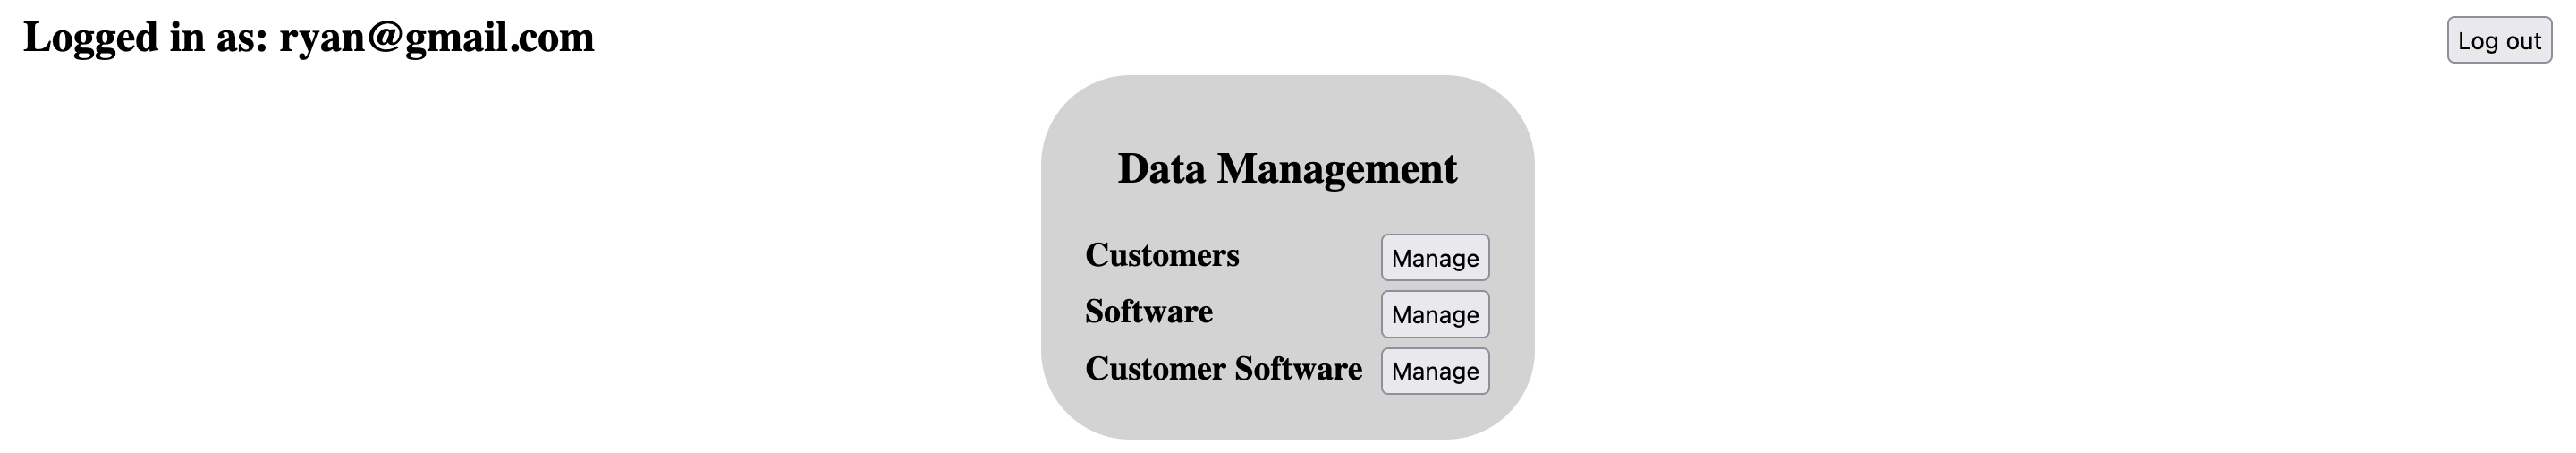 Logged in as: ryan@gmail.com
Log out
Data Management
Customers Manage
Software Manage
Customer Software Manage